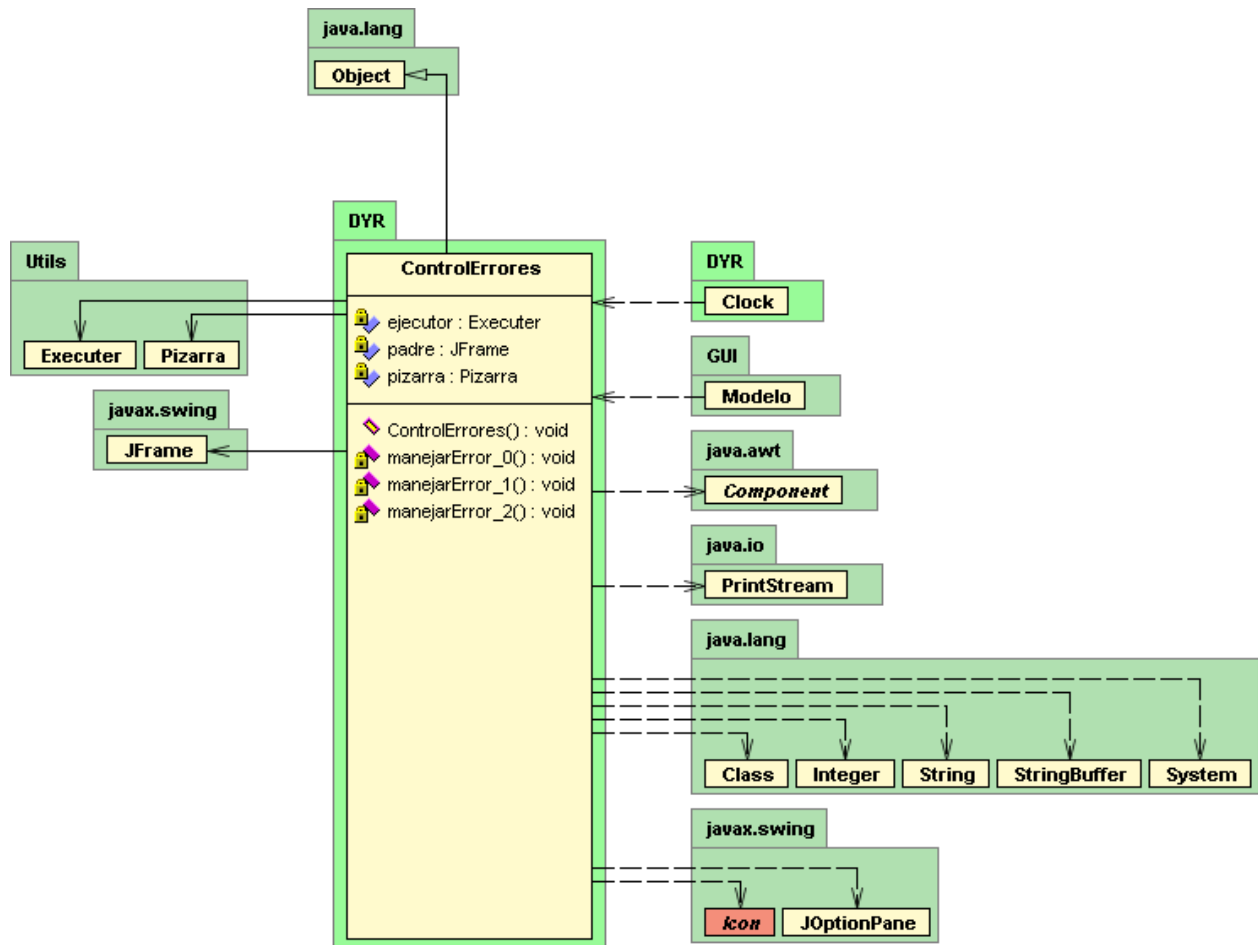 java.lang
Object
DYR
ControlErrores
ejecutor : Executer
padre : JFrame
pizarra : Pizarra
ControlErrores() : void
manejarError_0() : void
manejarError_1() : void
manejarError_2() : void
Utils
Executer Pizarra
javax.swing
JFrame
DYR
Clock
GUI
Modelo
java.awt
Component
java.io
PrintStream
java.lang
Class Integer String StringBuffer System
javax.swing
Icon JOptionPane